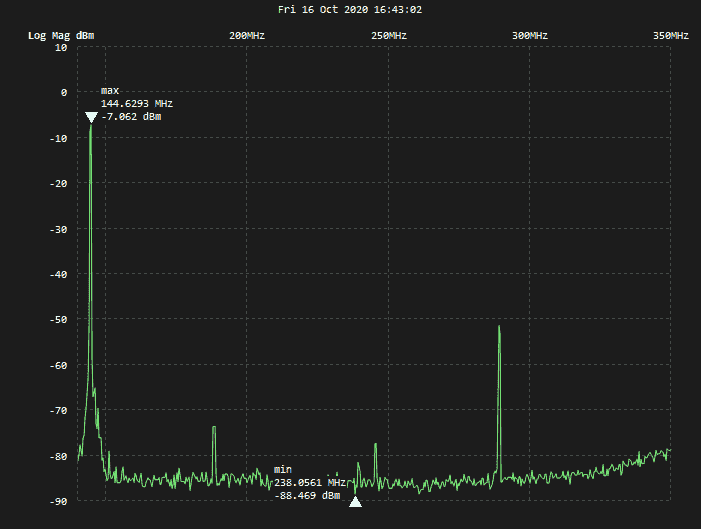 Fri 16 Oct 2020 16:43:02
Log Mag dBm 200MHz 250MHz 300MHz 350MHz
10
0
max
144.6293 MHz
-7.062 dBm
-10
-20
-30
-40
-50
-60
-70
-80
min
238.0561 MHz
-88.469 dBm
-90